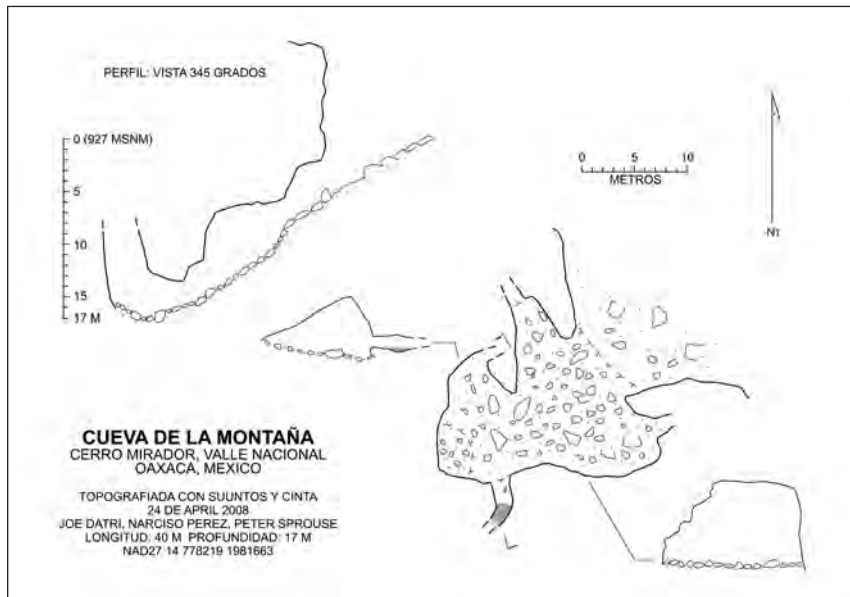 PERFIL: VISTA 345 GRADOS
0 (927 MSNM)
5
10
15
17 M
0 5 10
METROS
N
CUEVA DE LA MONTAÑA
CERRO MIRADOR, VALLE NACIONAL
OAXACA, MEXICO
TOPOGRAFIADA CON SUUNTOS Y CINTA
24 DE APRIL 2008
JOE DATRI, NARCISO PEREZ, PETER SPROUSE
LONGITUD: 40 M PROFUNDIDAD: 17 M
NAD27 14 778219 1981663